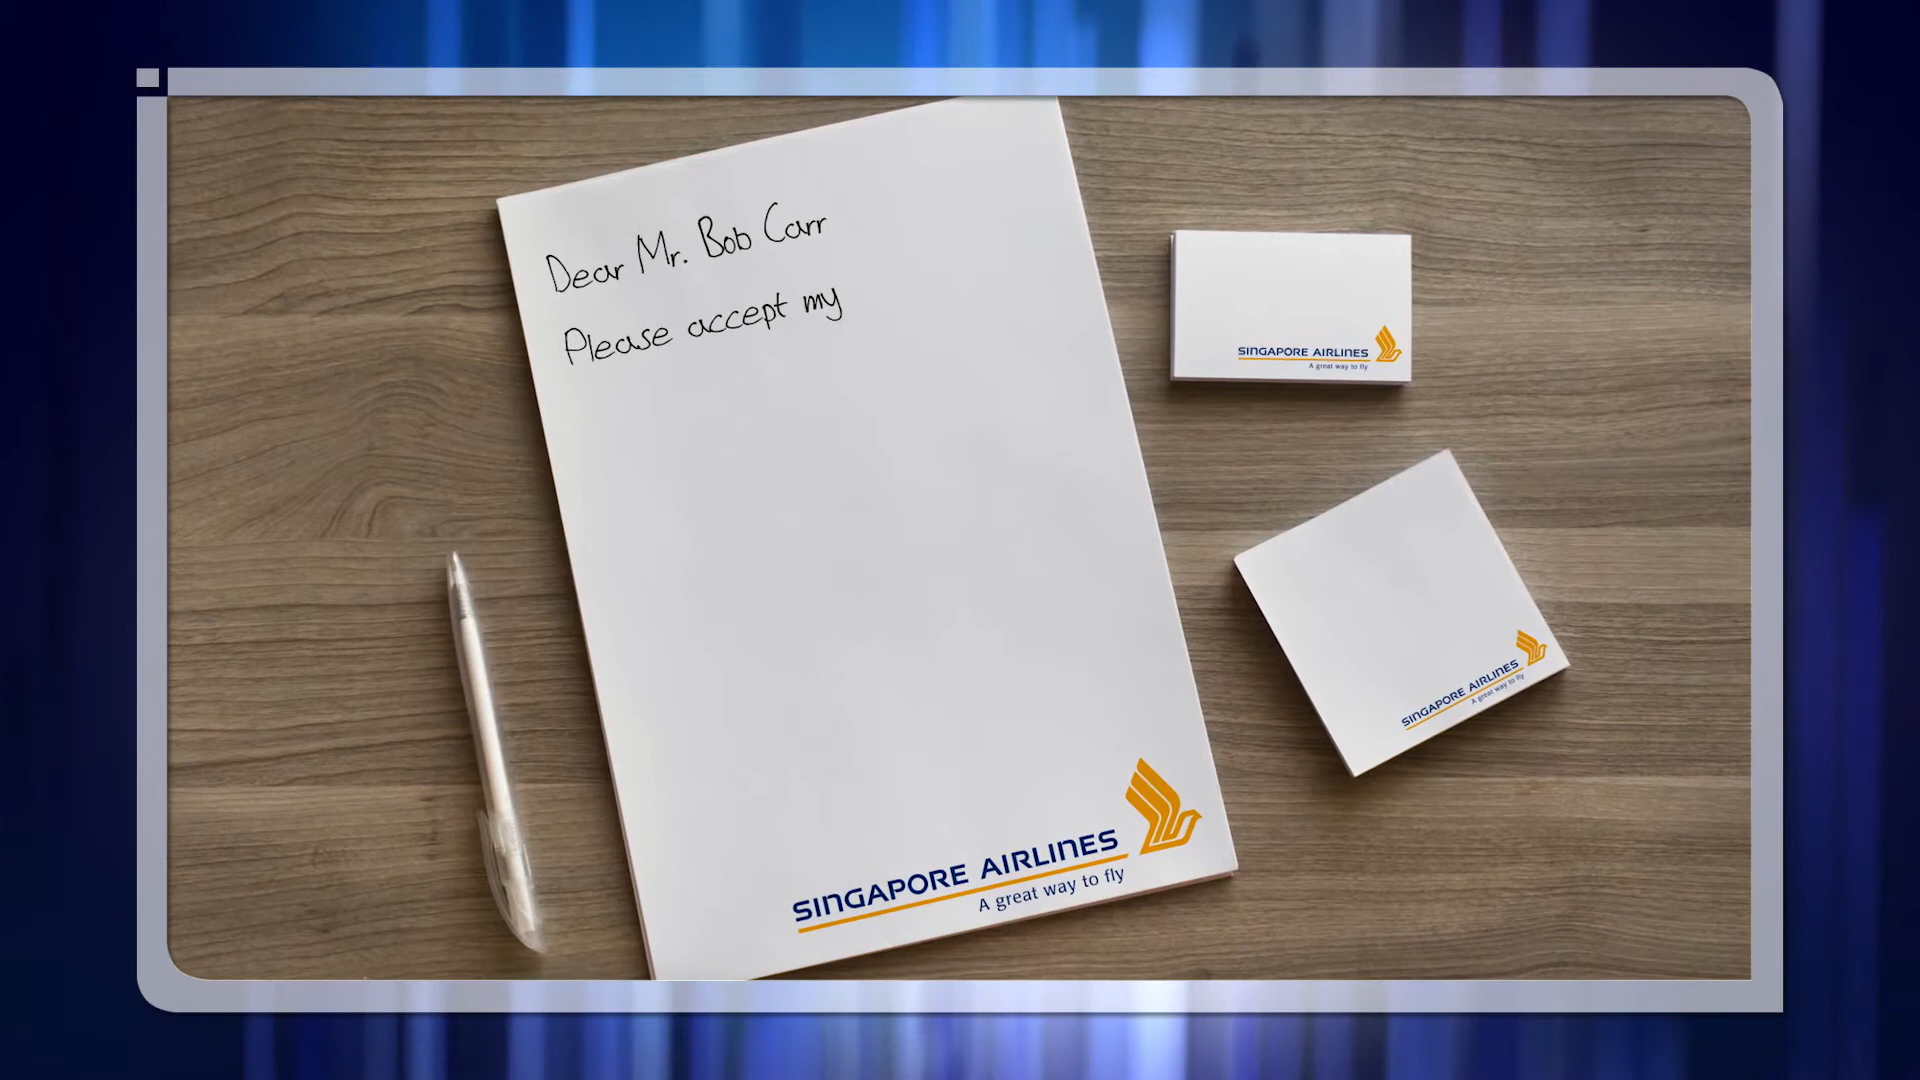 Dear Mr. Bob Carr
Please accept my
SINGAPORE AIRLINES
A great way to fly
SINGAPORE AIRLINES
A great way to fly
SINGAPORE AIRLINES
A great way to fly